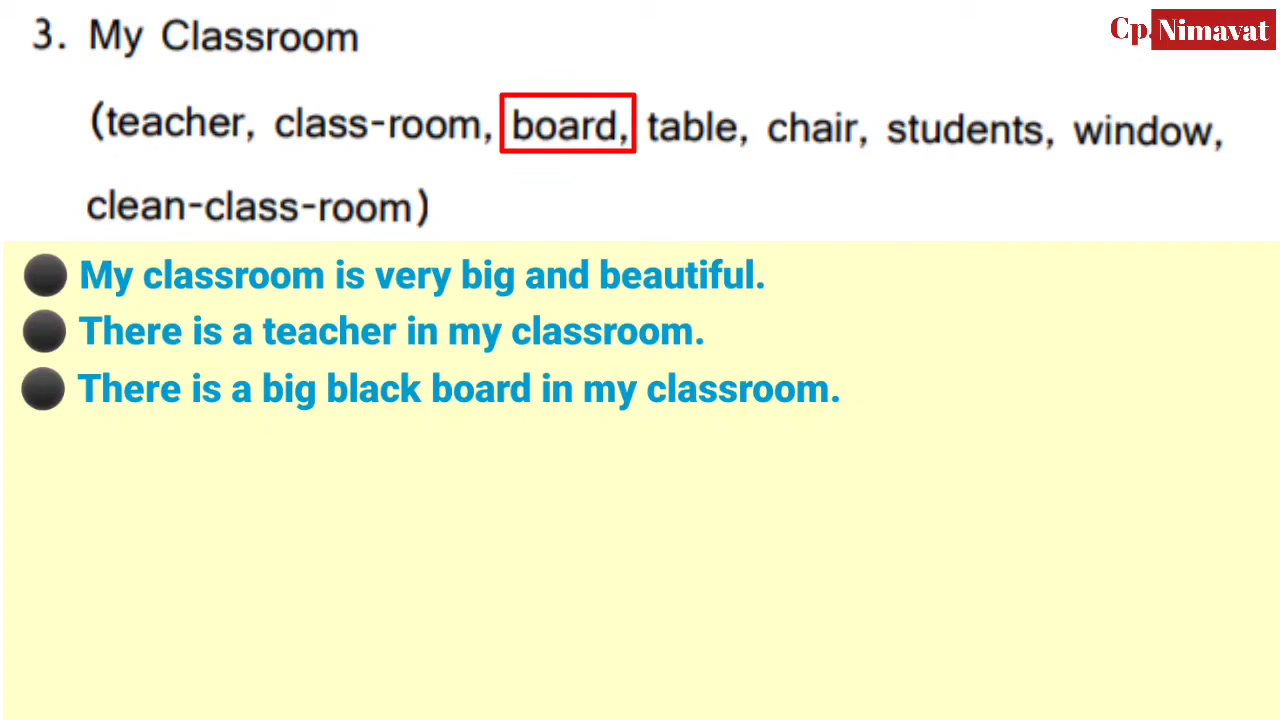 3. My Classroom
Cp. Nimavat
(teacher, class-room, board, table, chair, students, window,
clean-class-room)
My classroom is very big and beautiful.
There is a teacher in my classroom.
There is a big black board in my classroom.